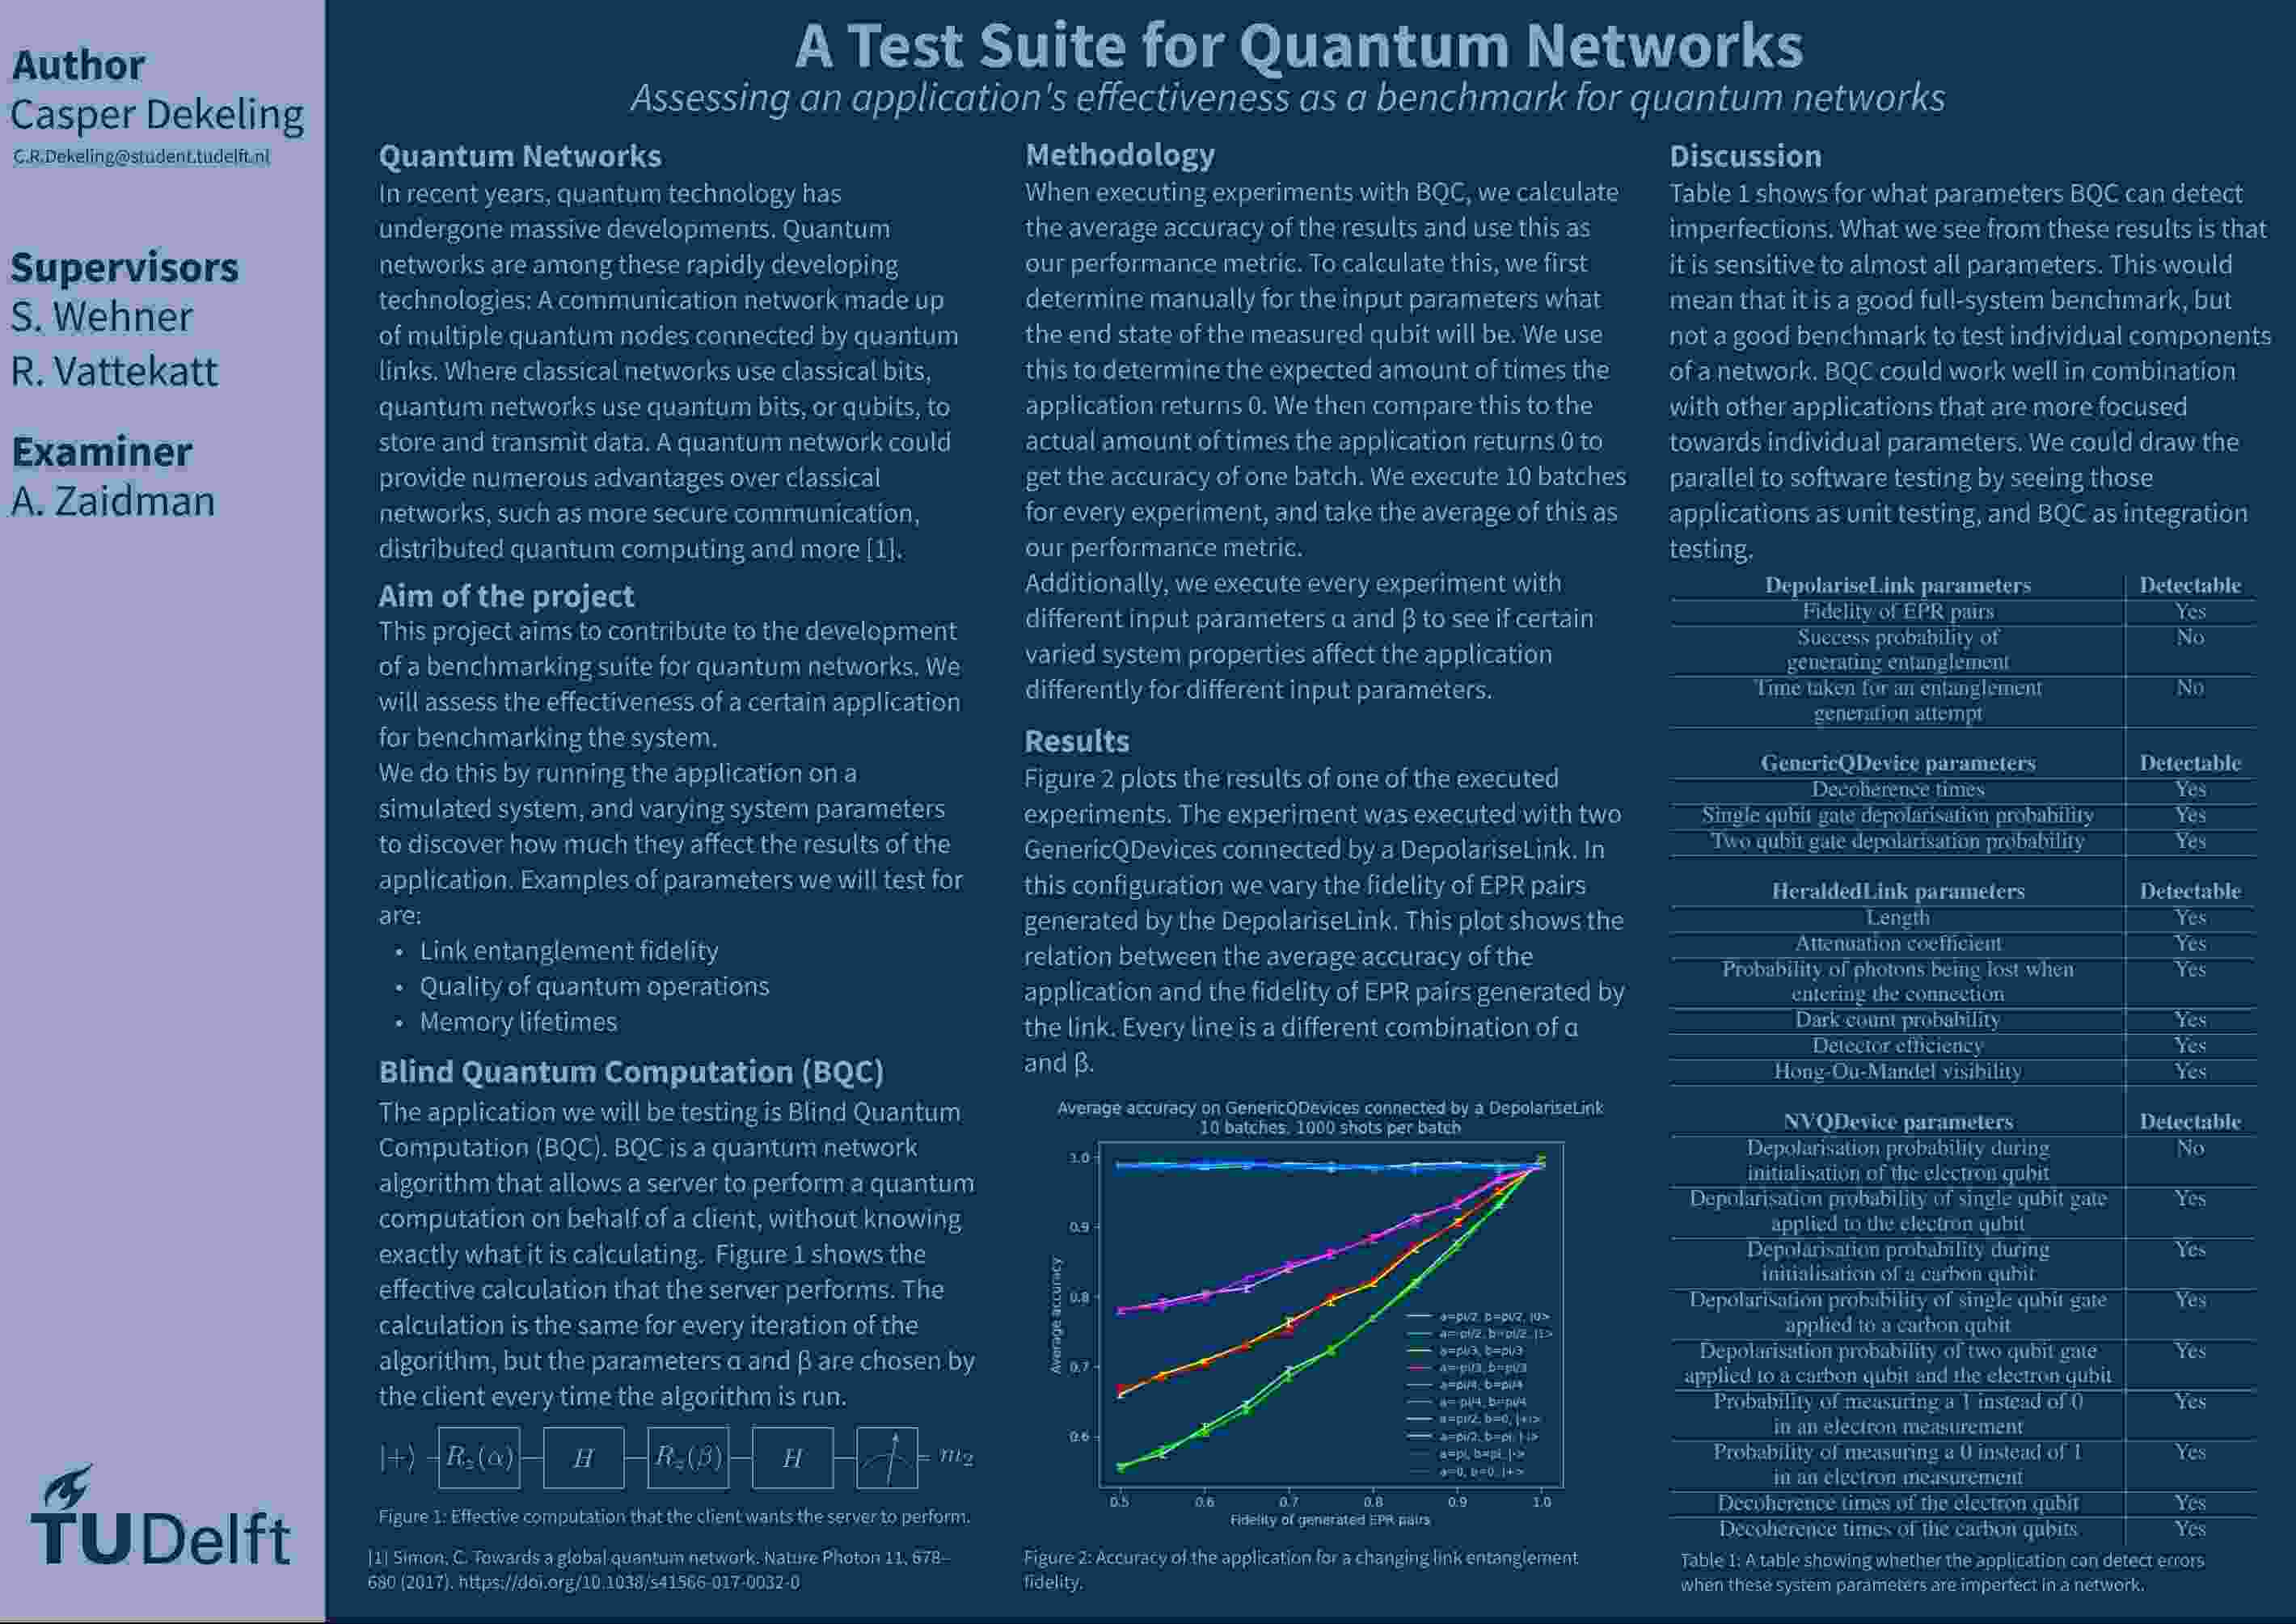 Author
Casper Dekeling
C.R.Dekeling@student.tudelft.nl
Supervisors
S. Wehner
R. Vattekatt
Examiner
A. Zaidman
TUDelft
A Test Suite for Quantum Networks
Assessing an application's effectiveness as a benchmark for quantum networks
Quantum Networks
In recent years, quantum technology has
undergone massive developments. Quantum
networks are among these rapidly developing
technologies: A communication network made up
of multiple quantum nodes connected by quantum
links. Where classical networks use classical bits,
quantum networks use quantum bits, or qubits, to
store and transmit data. A quantum network could
provide numerous advantages over classical
networks, such as more secure communication,
distributed quantum computing and more [1].
Aim of the project
This project aims to contribute to the development
of a benchmarking suite for quantum networks. We
will assess the effectiveness of a certain application
for benchmarking the system.
We do this by running the application on a
simulated system, and varying system parameters
to discover how much they affect the results of the
application. Examples of parameters we will test for
are:
• Link entanglement fidelity
• Quality of quantum operations
• Memory lifetimes
Blind Quantum Computation (BQC)
The application we will be testing is Blind Quantum
Computation (BQC). BQC is a quantum network
algorithm that allows a server to perform a quantum
computation on behalf of a client, without knowing
exactly what it is calculating. Figure 1 shows the
effective calculation that the server performs. The
calculation is the same for every iteration of the
algorithm, but the parameters α and β are chosen by
the client every time the algorithm is run.
|+⟩ R_z(α) H R_z(β) H = m_2
Figure 1: Effective computation that the client wants the server to perform.
[1] Simon, C. Towards a global quantum network. Nature Photon 11, 678–
680 (2017). https://doi.org/10.1038/s41566-017-0032-0
Methodology
When executing experiments with BQC, we calculate
the average accuracy of the results and use this as
our performance metric. To calculate this, we first
determine manually for the input parameters what
the end state of the measured qubit will be. We use
this to determine the expected amount of times the
application returns 0. We then compare this to the
actual amount of times the application returns 0 to
get the accuracy of one batch. We execute 10 batches
for every experiment, and take the average of this as
our performance metric.
Additionally, we execute every experiment with
different input parameters α and β to see if certain
varied system properties affect the application
differently for different input parameters.
Results
Figure 2 plots the results of one of the executed
experiments. The experiment was executed with two
GenericQDevices connected by a DepolariseLink. In
this configuration we vary the fidelity of EPR pairs
generated by the DepolariseLink. This plot shows the
relation between the average accuracy of the
application and the fidelity of EPR pairs generated by
the link. Every line is a different combination of α
and β.
Average accuracy on GenericQDevices connected by a DepolariseLink
10 batches, 1000 shots per batch
Average accuracy
1.0
0.9
0.8
0.7
0.6
a=pi/2, b=pi/2, |0>
a=-pi/2, b=pi/2, |1>
a=pi/3, b=pi/3
a=-pi/3, b=pi/3
a=pi/4, b=pi/4
a=-pi/4, b=pi/4
a=pi/2, b=0,
a=pi/2, b=pi,
a=pi, b=pi, |->
a=0, b=0, |+>
0.5 0.6 0.7 0.8 0.9 1.0
Fidelity of generated EPR pairs
Figure 2: Accuracy of the application for a changing link entanglement
fidelity.
Discussion
Table 1 shows for what parameters BQC can detect
imperfections. What we see from these results is that
it is sensitive to almost all parameters. This would
mean that it is a good full-system benchmark, but
not a good benchmark to test individual components
of a network. BQC could work well in combination
with other applications that are more focused
towards individual parameters. We could draw the
parallel to software testing by seeing those
applications as unit testing, and BQC as integration
testing.
DepolariseLink parameters Detectable
Fidelity of EPR pairs Yes
Success probability of No
generating entanglement
Time taken for an entanglement No
generation attempt
GenericQDevice parameters Detectable
Decoherence times Yes
Single qubit gate depolarisation probability Yes
Two qubit gate depolarisation probability Yes
HeraldedLink parameters Detectable
Length Yes
Attenuation coefficient Yes
Probability of photons being lost when Yes
entering the connection
Dark count probability Yes
Detector efficiency Yes
Hong-Ou-Mandel visibility Yes
NVQDevice parameters Detectable
Depolarisation probability during No
initialisation of the electron qubit
Depolarisation probability of single qubit gate Yes
applied to the electron qubit
Depolarisation probability during Yes
initialisation of a carbon qubit
Depolarisation probability of single qubit gate Yes
applied to a carbon qubit
Depolarisation probability of two qubit gate Yes
applied to a carbon qubit and the electron qubit
Probability of measuring a 1 instead of 0 Yes
in an electron measurement
Probability of measuring a 0 instead of 1 Yes
in an electron measurement
Decoherence times of the electron qubit Yes
Decoherence times of the carbon qubits Yes
Table 1: A table showing whether the application can detect errors
when these system parameters are imperfect in a network.